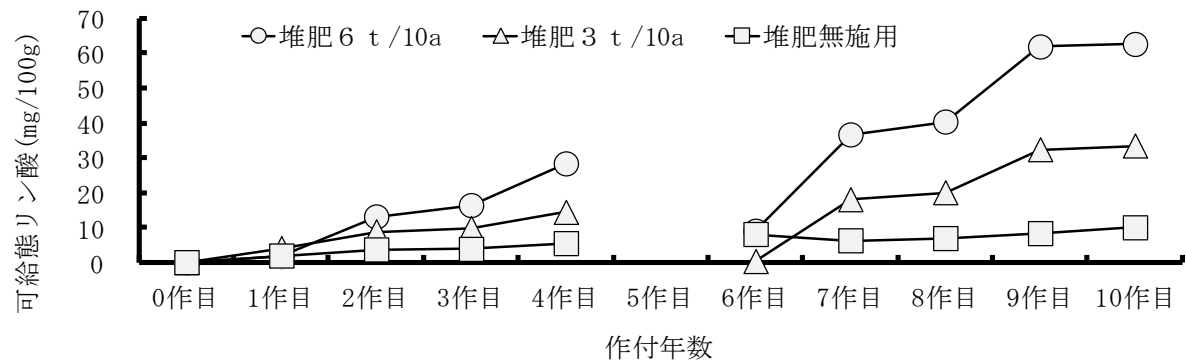 可給態リン酸(mg/100g)
70
60
50
40
30
20
10
0
堆肥６ｔ/10a 堆肥３ｔ/10a 堆肥無施用
0作目 1作目 2作目 3作目 4作目 5作目 6作目 7作目 8作目 9作目 10作目
作付年数